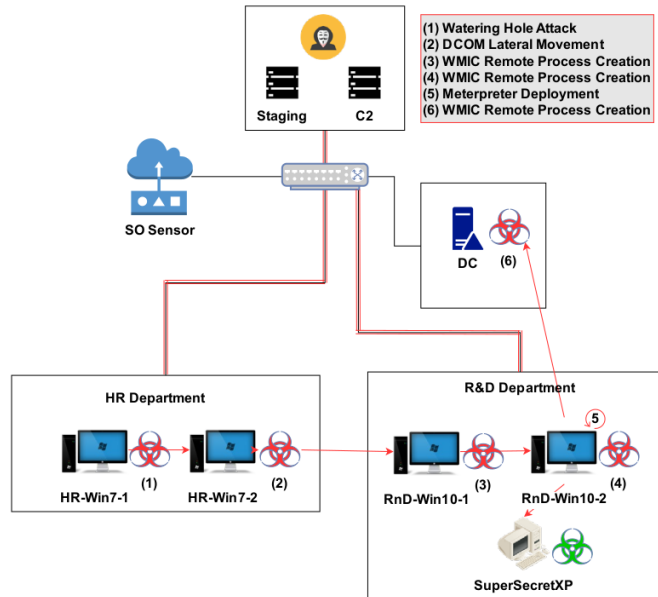 (1) Watering Hole Attack
(2) DCOM Lateral Movement
(3) WMIC Remote Process Creation
(4) WMIC Remote Process Creation
(5) Meterpreter Deployment
(6) WMIC Remote Process Creation
Staging
C2
SO Sensor
DC
(6)
HR Department
HR-Win7-1
(1)
HR-Win7-2
(2)
R&D Department
RnD-Win10-1
(3)
5
RnD-Win10-2
(4)
SuperSecretXP